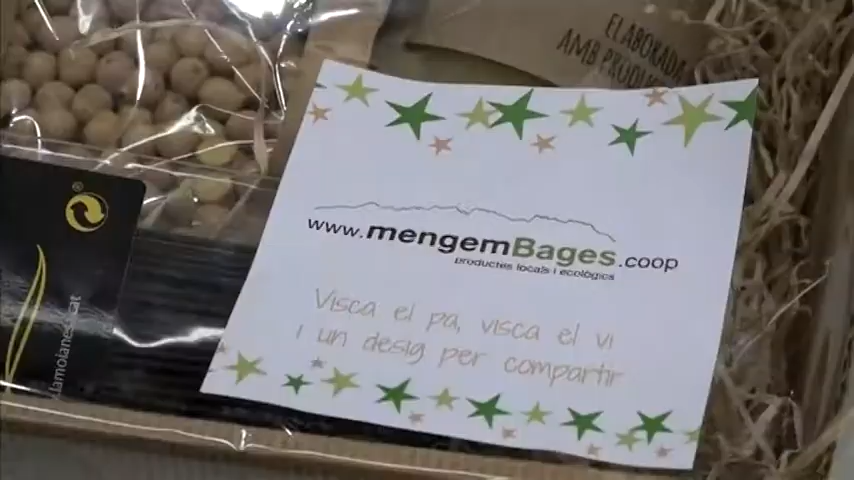 ELABORADA
AMB
www.mengemBages.coop
productes locals i ecològics
Visca el pa, visca el vi
i un desig per compartir